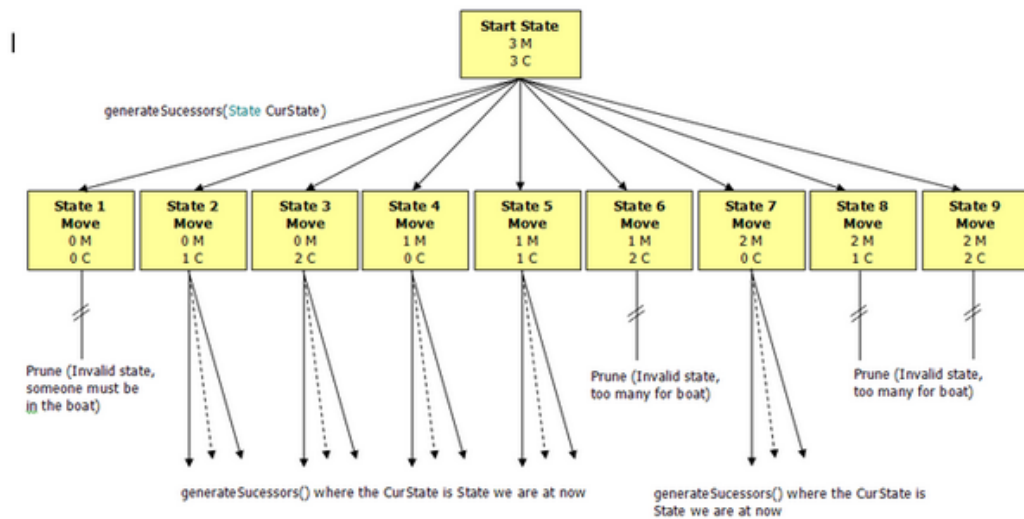 Start State
3 M
3 C
generateSucessors(State CurState)
State 1
Move
0 M
0 C
State 2
Move
0 M
1 C
State 3
Move
0 M
2 C
State 4
Move
1 M
0 C
State 5
Move
1 M
1 C
State 6
Move
1 M
2 C
State 7
Move
2 M
0 C
State 8
Move
2 M
1 C
State 9
Move
2 M
2 C
Prune (Invalid state,
someone must be
in the boat)
Prune (Invalid state,
too many for boat)
Prune (Invalid state,
too many for boat)
generateSucessors() where the CurState is State we are at now
generateSucessors() where the CurState is
State we are at now